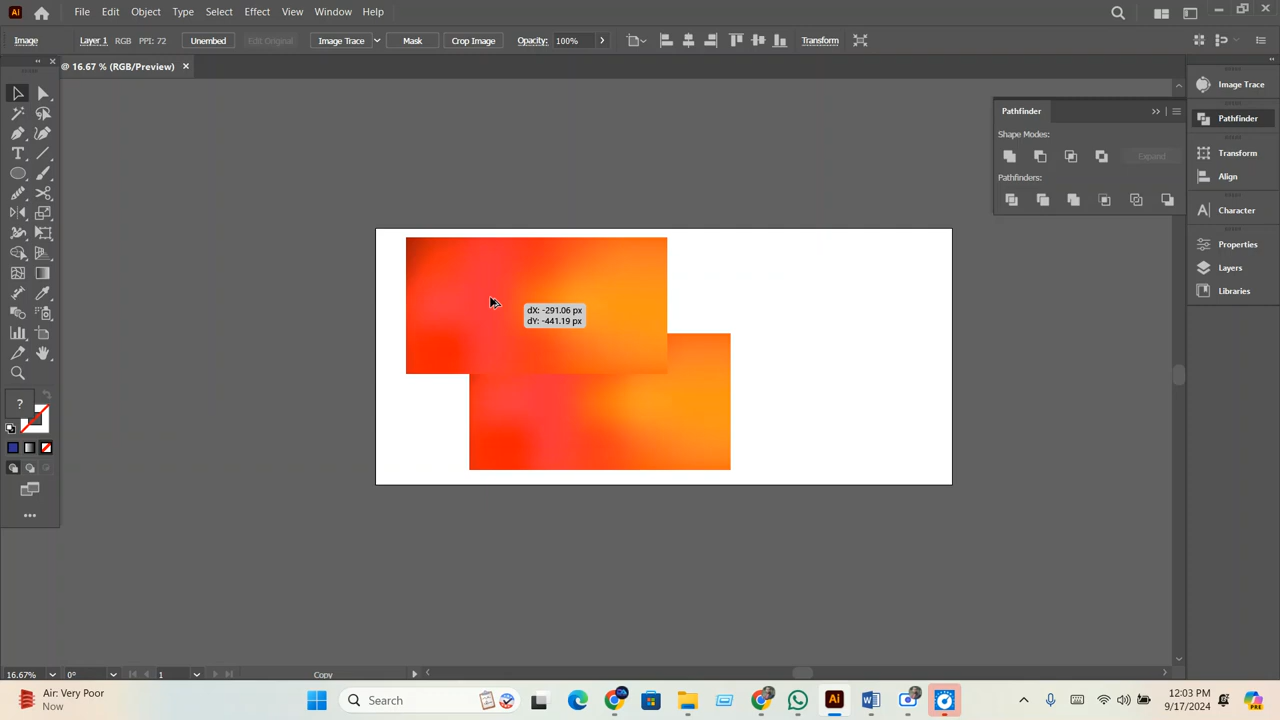 Ai File Edit Object Type Select Effect View Window Help
Image Layer 1 RGB PPI: 72 Unembed Edit Original Image Trace Mask Crop Image Opacity: 100% Transform
@ 16.67 % (RGB/Preview)
Image Trace
Pathfinder
Pathfinder
Shape Modes:
Expand
Transform
Pathfinders:
Align
Character
Properties
Layers
Libraries
dX: -291.06 px
dY: -441.19 px
?
16.67% 0° 1 Copy
Air: Very Poor
Now
Search
Ai
12:03 PM
9/17/2024
PRE